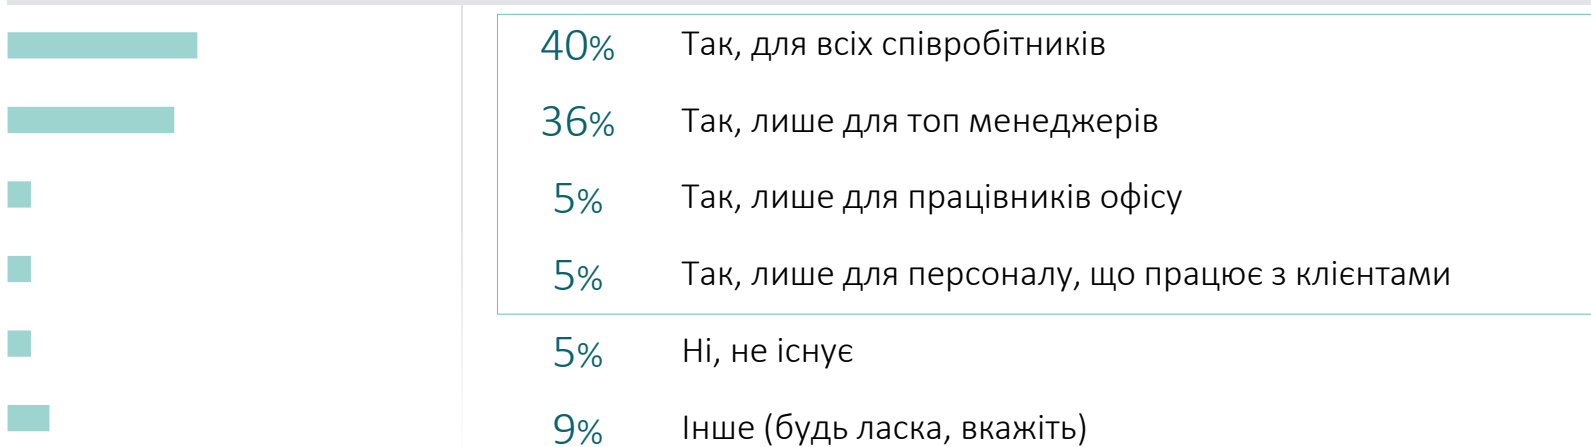 40% Так, для всіх співробітників
36% Так, лише для топ менеджерів
5% Так, лише для працівників офісу
5% Так, лише для персоналу, що працює з клієнтами
5% Ні, не існує
9% Інше (будь ласка, вкажіть)